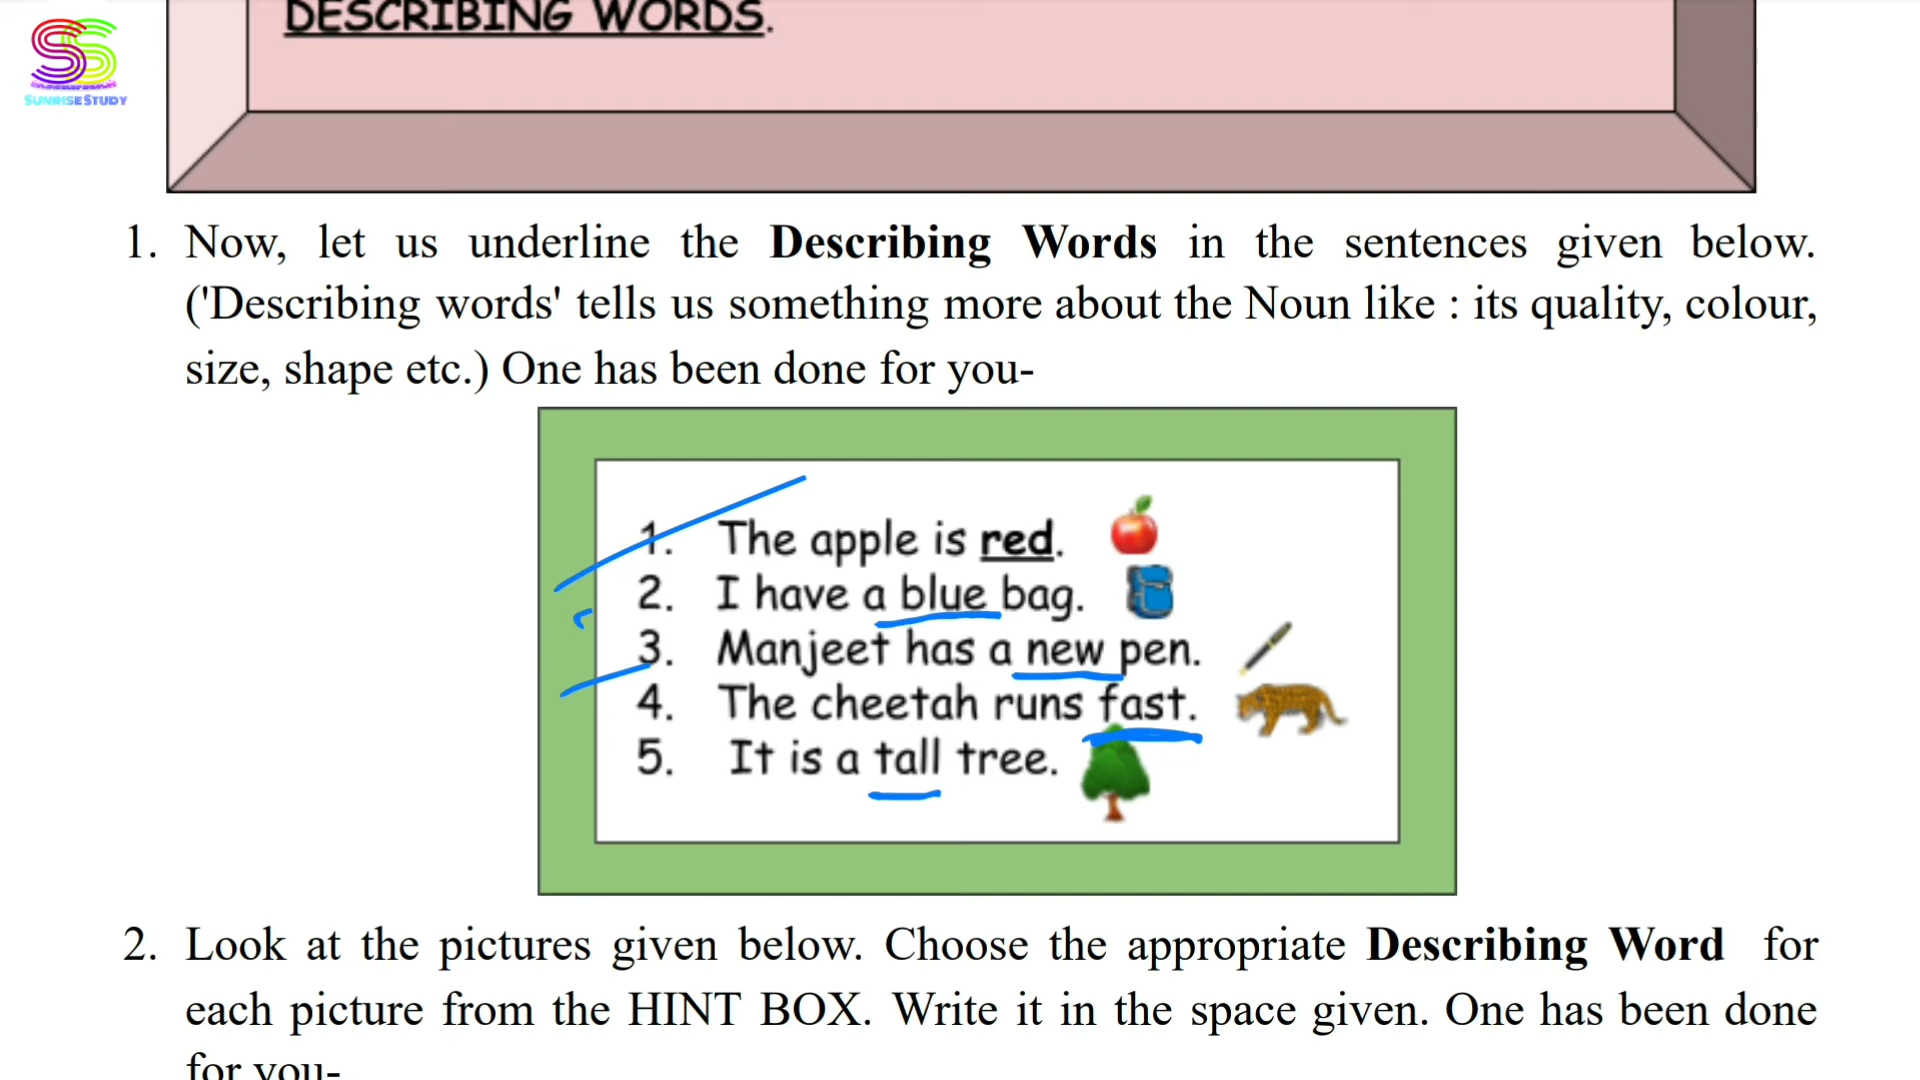 DESCRIBING WORDS.
SS
SUNRISE STUDY
1. Now, let us underline the Describing Words in the sentences given below.
('Describing words' tells us something more about the Noun like : its quality, colour,
size, shape etc.) One has been done for you-
1. The apple is red.
2. I have a blue bag.
3. Manjeet has a new pen.
4. The cheetah runs fast.
5. It is a tall tree.
2. Look at the pictures given below. Choose the appropriate Describing Word for
each picture from the HINT BOX. Write it in the space given. One has been done
for you-